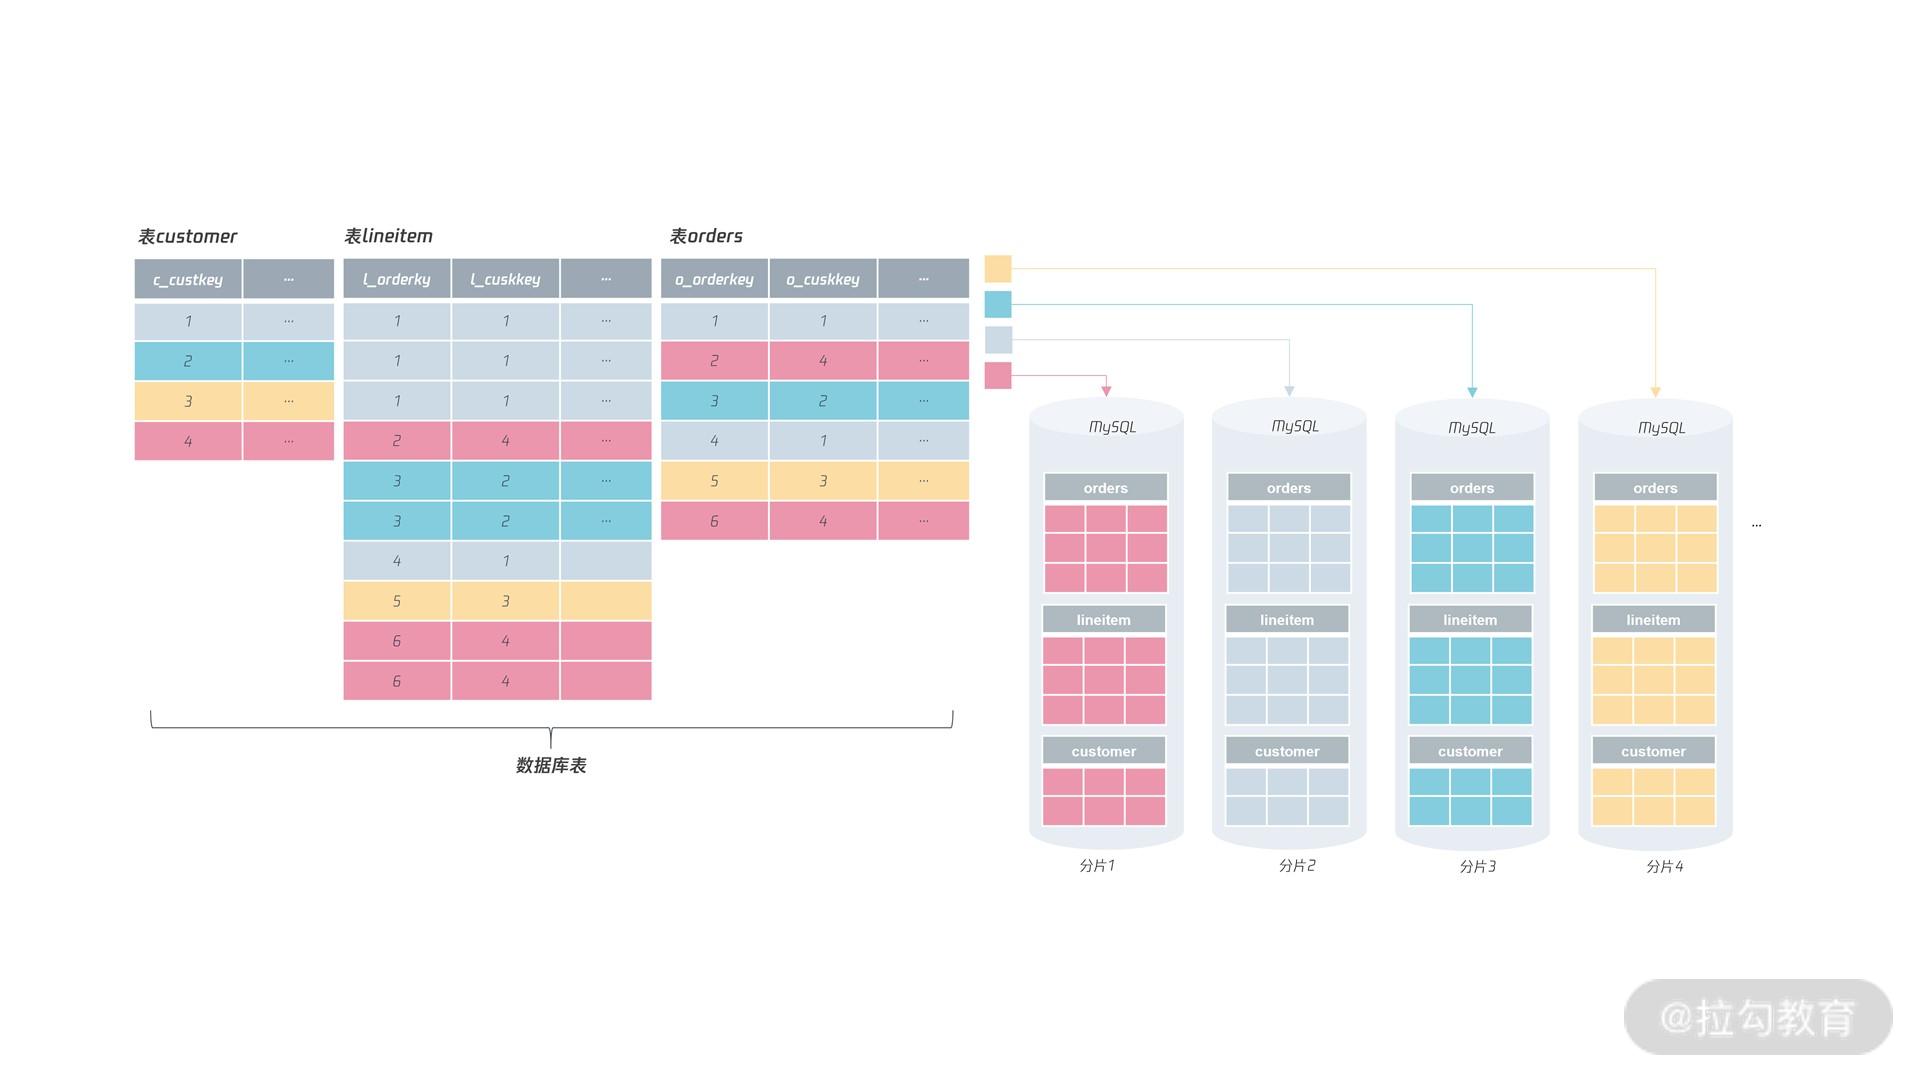 表customer
c_custkey ...
1 ...
2 ...
3 ...
4 ...
表lineitem
l_orderky l_cuskkey ...
1 1 ...
1 1 ...
1 1 ...
2 4 ...
3 2 ...
3 2 ...
4 1
5 3
6 4
6 4
表orders
o_orderkey o_cuskkey ...
1 1 ...
2 4 ...
3 2 ...
4 1 ...
5 3 ...
6 4 ...
数据库表
MySQL
orders
lineitem
customer
分片1
MySQL
orders
lineitem
customer
分片2
MySQL
orders
lineitem
customer
分片3
MySQL
orders
lineitem
customer
分片4
...
@拉勾教育